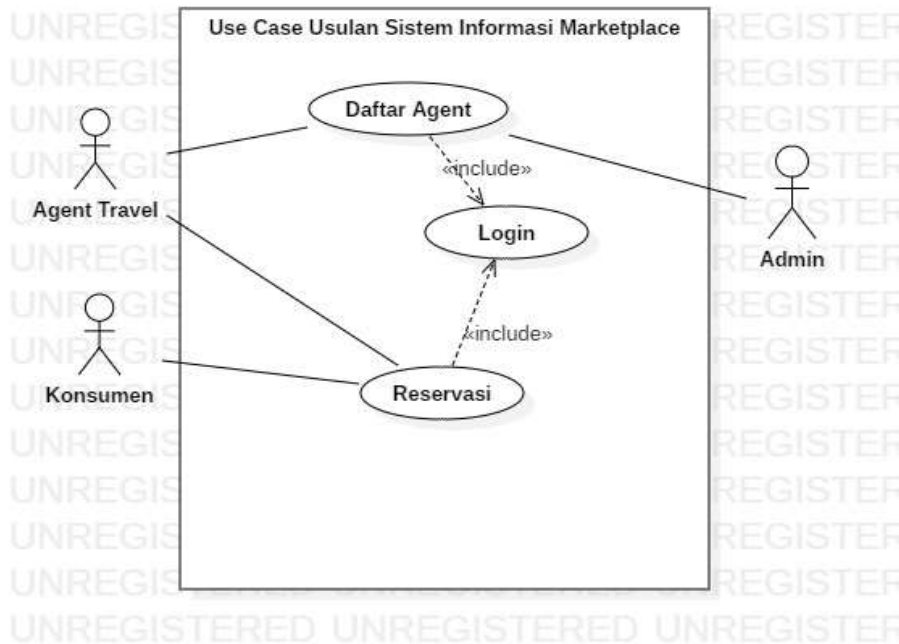 Use Case Usulan Sistem Informasi Marketplace
Daftar Agent
«include»
Agent Travel
Login
Admin
«include»
Konsumen
Reservasi
UNREGISTERED UNREGISTERED UNREGISTERED